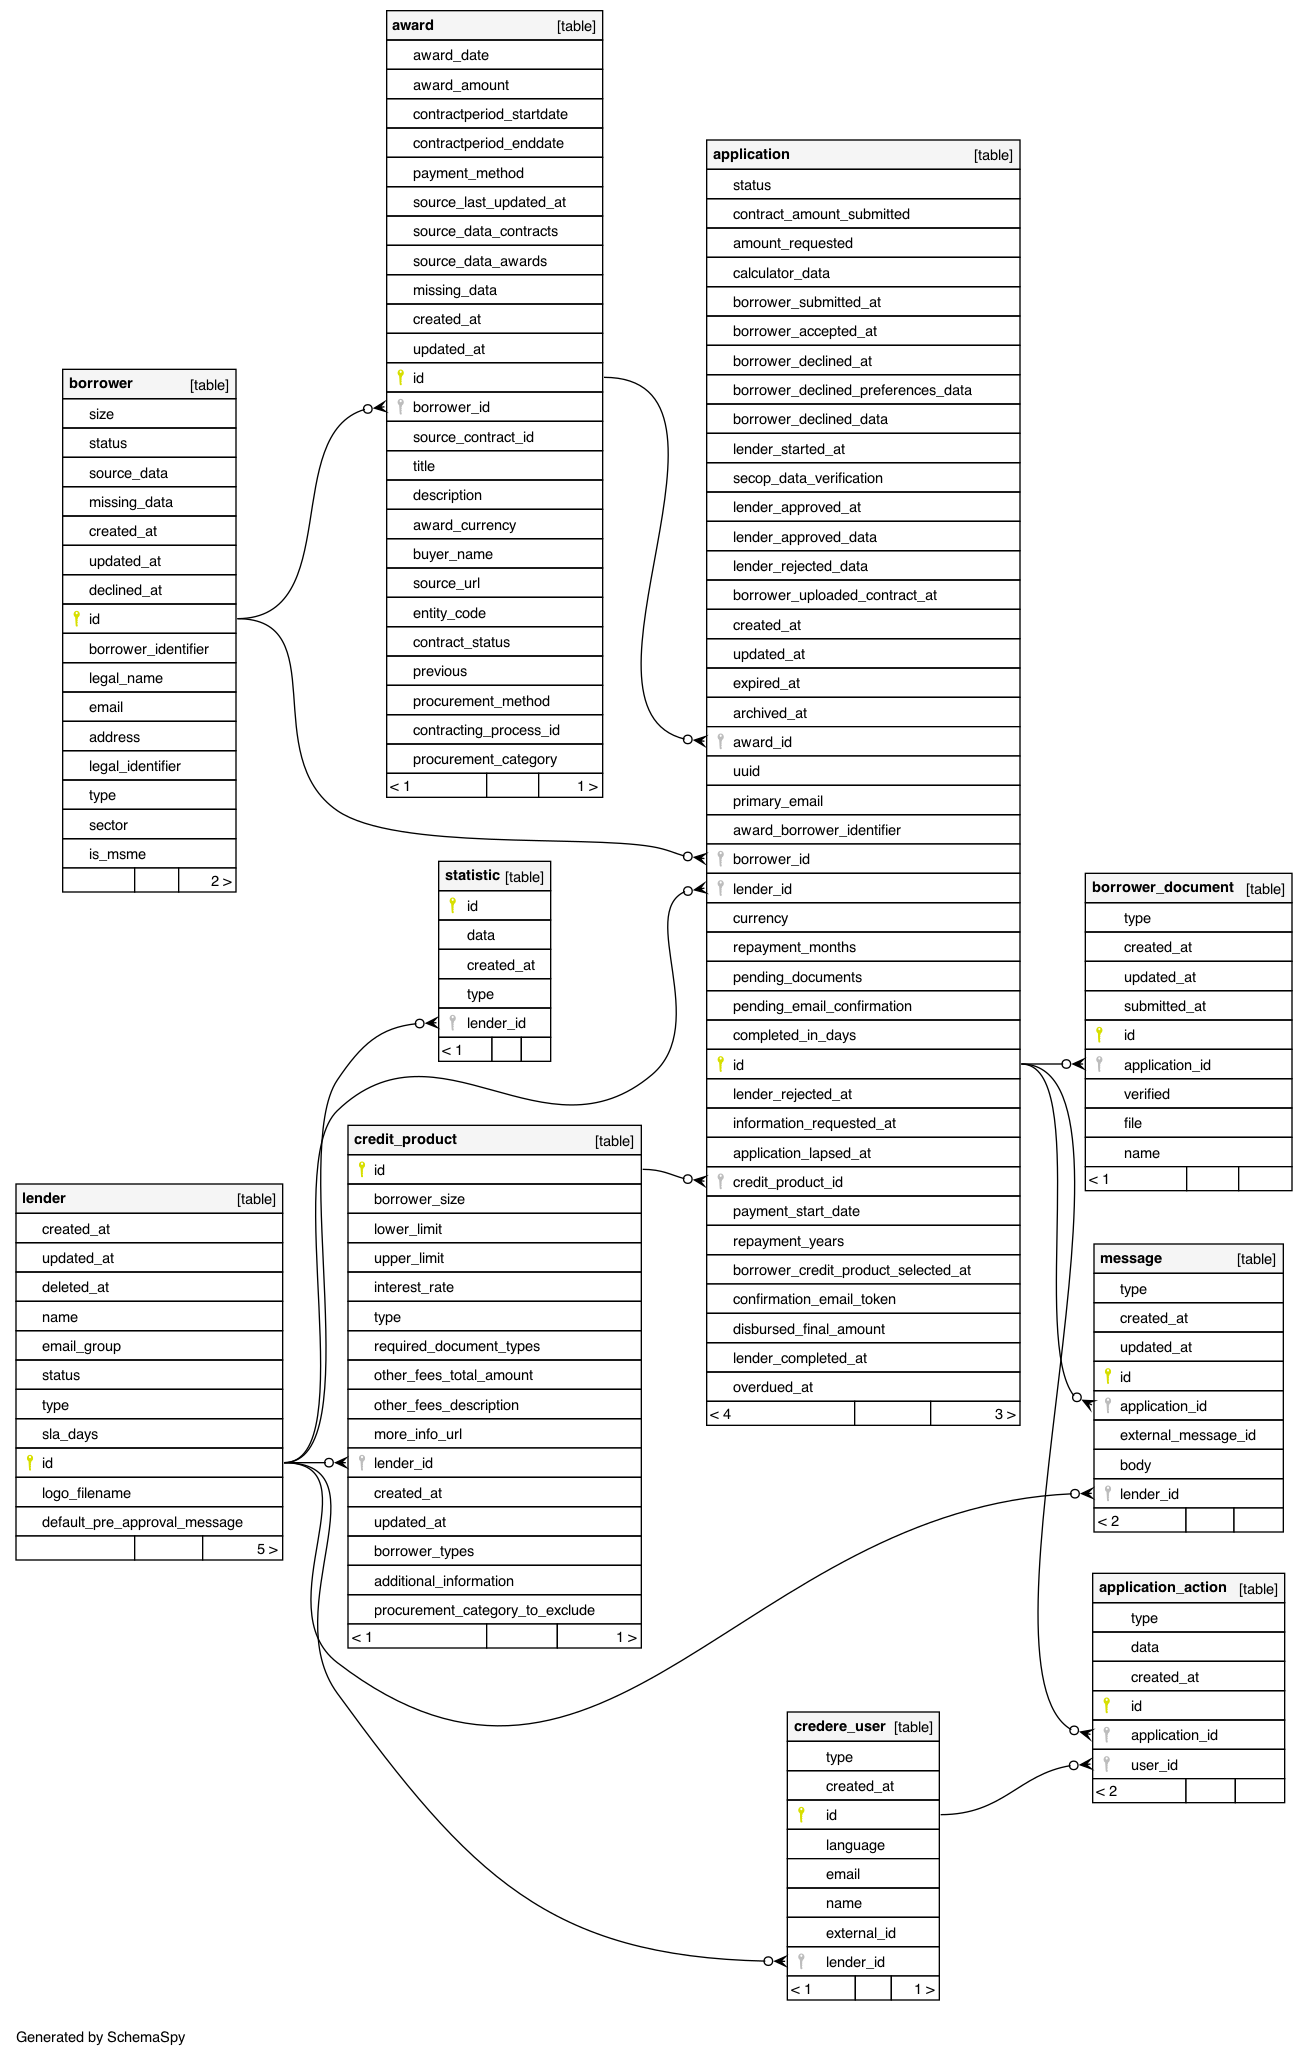 award [table]
award_date
award_amount
contractperiod_startdate
contractperiod_enddate
payment_method
source_last_updated_at
source_data_contracts
source_data_awards
missing_data
created_at
updated_at
id
borrower_id
source_contract_id
title
description
award_currency
buyer_name
source_url
entity_code
contract_status
previous
procurement_method
contracting_process_id
procurement_category
< 1 1 >
application [table]
status
contract_amount_submitted
amount_requested
calculator_data
borrower_submitted_at
borrower_accepted_at
borrower_declined_at
borrower_declined_preferences_data
borrower_declined_data
lender_started_at
secop_data_verification
lender_approved_at
lender_approved_data
lender_rejected_data
borrower_uploaded_contract_at
created_at
updated_at
expired_at
archived_at
award_id
uuid
primary_email
award_borrower_identifier
borrower_id
lender_id
currency
repayment_months
pending_documents
pending_email_confirmation
completed_in_days
id
lender_rejected_at
information_requested_at
application_lapsed_at
credit_product_id
payment_start_date
repayment_years
borrower_credit_product_selected_at
confirmation_email_token
disbursed_final_amount
lender_completed_at
overdued_at
< 4 3 >
borrower [table]
size
status
source_data
missing_data
created_at
updated_at
declined_at
id
borrower_identifier
legal_name
email
address
legal_identifier
type
sector
is_msme
2 >
statistic [table]
id
data
created_at
type
lender_id
< 1
borrower_document [table]
type
created_at
updated_at
submitted_at
id
application_id
verified
file
name
< 1
credit_product [table]
id
borrower_size
lower_limit
upper_limit
interest_rate
type
required_document_types
other_fees_total_amount
other_fees_description
more_info_url
lender_id
created_at
updated_at
borrower_types
additional_information
procurement_category_to_exclude
< 1 1 >
lender [table]
created_at
updated_at
deleted_at
name
email_group
status
type
sla_days
id
logo_filename
default_pre_approval_message
5 >
message [table]
type
created_at
updated_at
id
application_id
external_message_id
body
lender_id
< 2
application_action [table]
type
data
created_at
id
application_id
user_id
< 2
credere_user [table]
type
created_at
id
language
email
name
external_id
lender_id
< 1 1 >
Generated by SchemaSpy